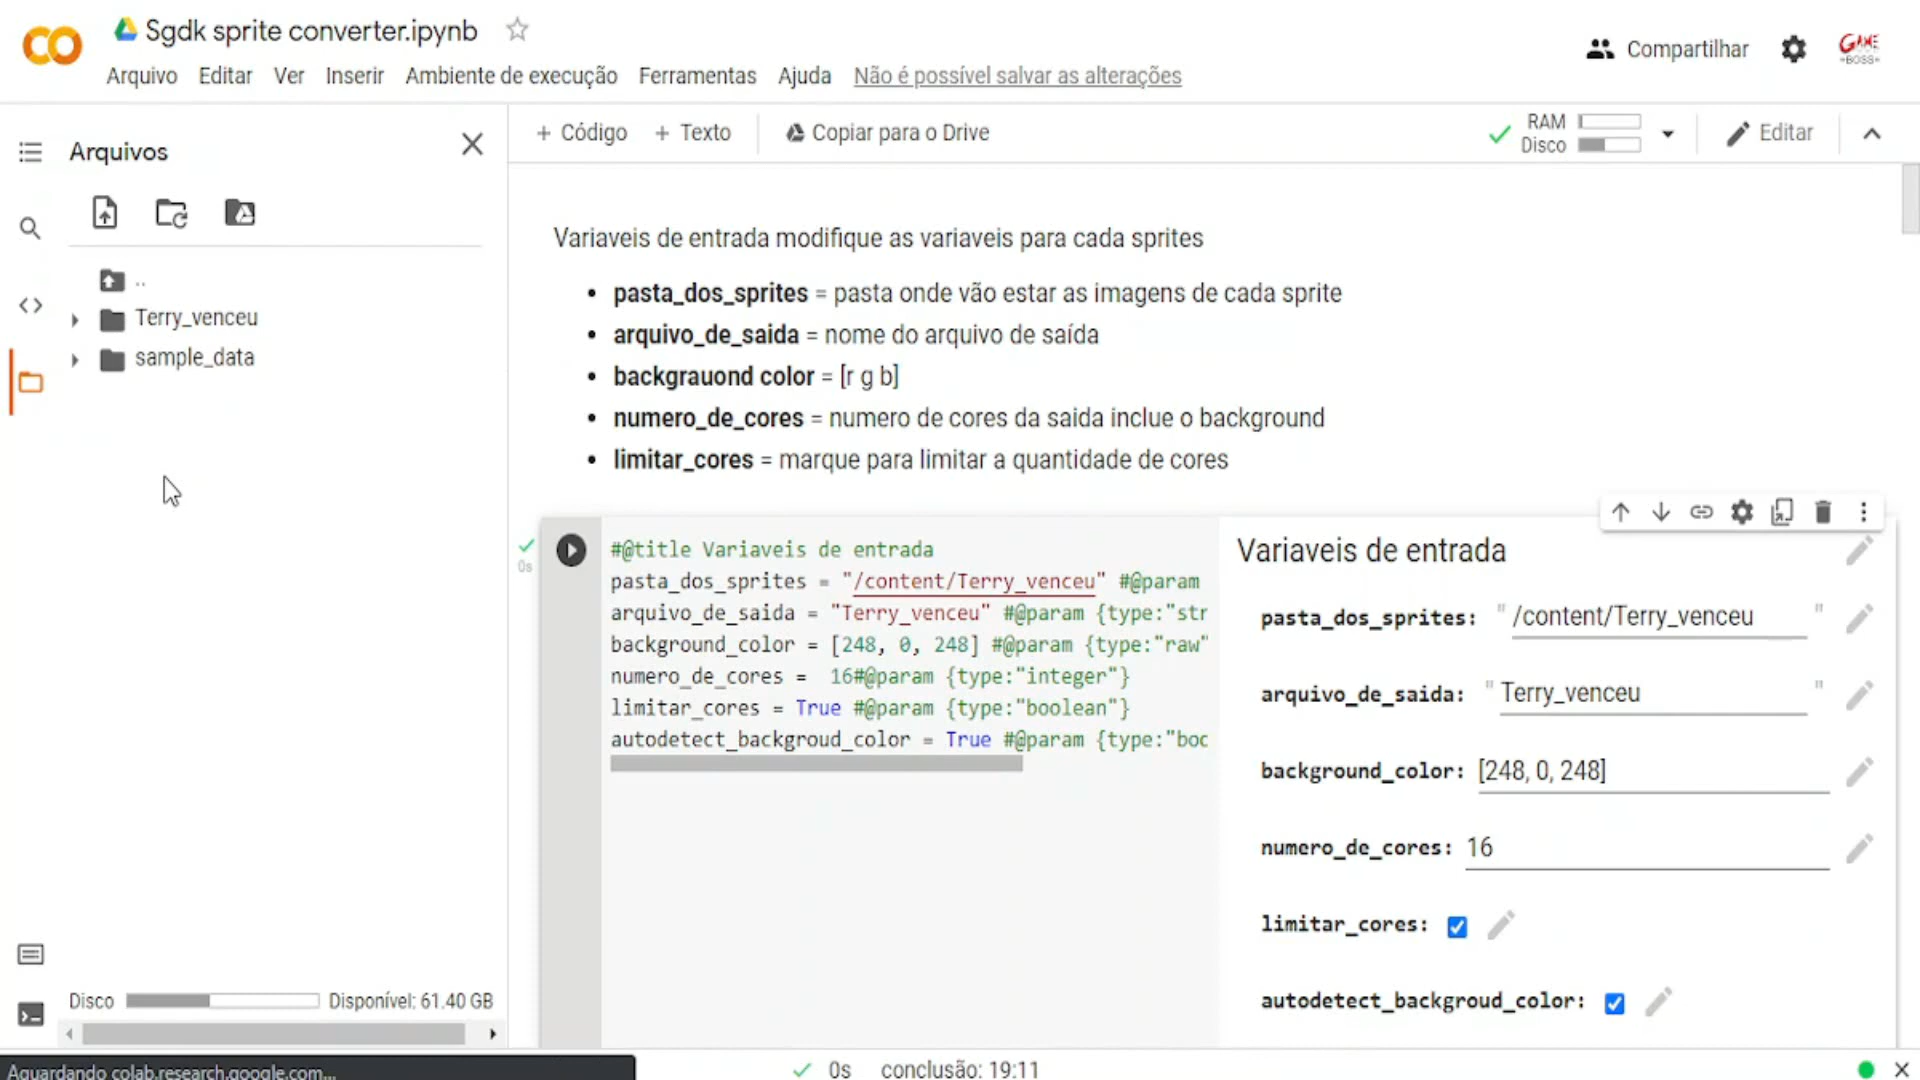 Sgdk sprite converter.ipynb
Arquivo Editar Ver Inserir Ambiente de execução Ferramentas Ajuda Não é possível salvar as alterações
Compartilhar
GAME
BOSS
Arquivos
+ Código + Texto Copiar para o Drive
RAM
Disco
Editar
..
Terry_venceu
sample_data
Disco Disponível: 61.40 GB
Variaveis de entrada modifique as variaveis para cada sprites
• pasta_dos_sprites = pasta onde vão estar as imagens de cada sprite
• arquivo_de_saida = nome do arquivo de saída
• backgrauond color = [r g b]
• numero_de_cores = numero de cores da saida inclue o background
• limitar_cores = marque para limitar a quantidade de cores
0s
#@title Variaveis de entrada
pasta_dos_sprites = "/content/Terry_venceu" #@param
arquivo_de_saida = "Terry_venceu" #@param {type:"str
background_color = [248, 0, 248] #@param {type:"raw"
numero_de_cores = 16#@param {type:"integer"}
limitar_cores = True #@param {type:"boolean"}
autodetect_backgroud_color = True #@param {type:"boo
Variaveis de entrada
pasta_dos_sprites: "/content/Terry_venceu"
arquivo_de_saida: "Terry_venceu"
background_color: [248, 0, 248]
numero_de_cores: 16
limitar_cores:
autodetect_backgroud_color:
Aguardando colab.research.google.com...
0s conclusão: 19:11